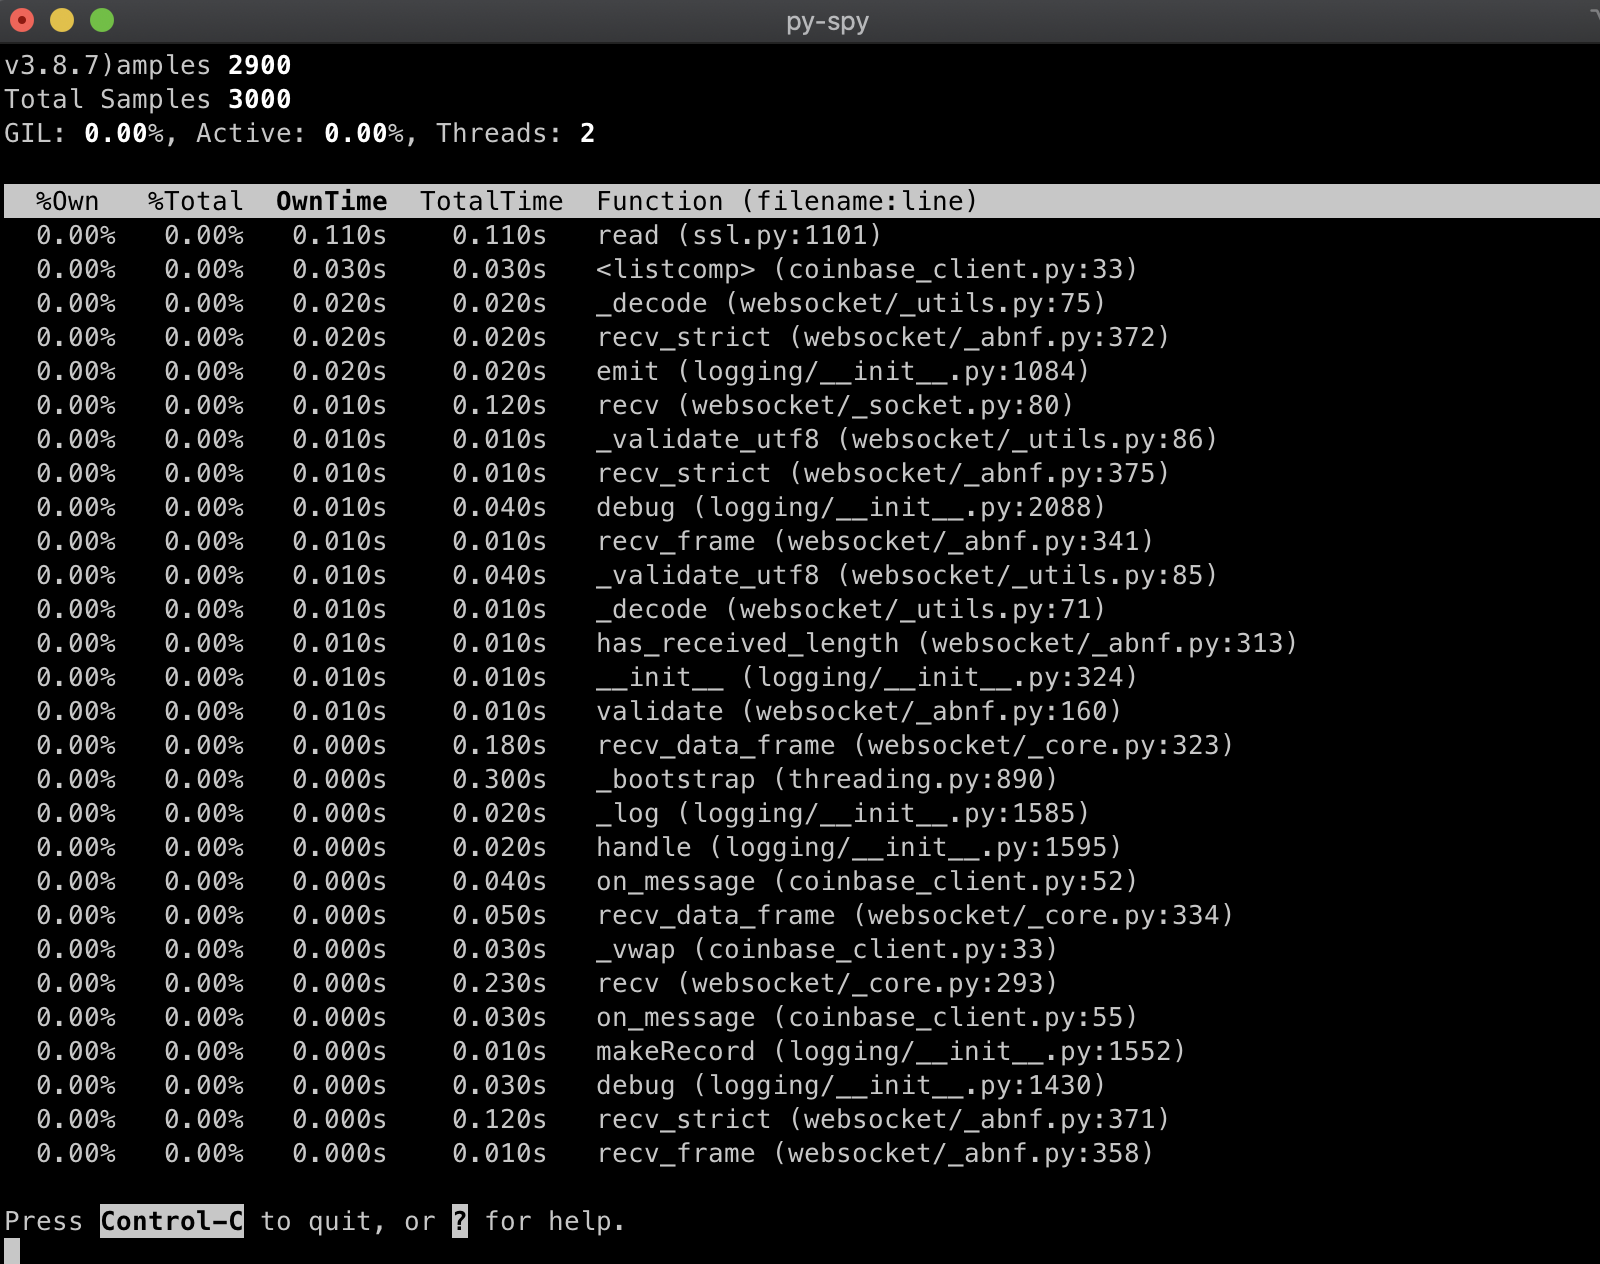 py-spy
v3.8.7)amples 2900
Total Samples 3000
GIL: 0.00%, Active: 0.00%, Threads: 2
%Own %Total OwnTime TotalTime Function (filename:line)
0.00% 0.00% 0.110s 0.110s read (ssl.py:1101)
0.00% 0.00% 0.030s 0.030s <listcomp> (coinbase_client.py:33)
0.00% 0.00% 0.020s 0.020s _decode (websocket/_utils.py:75)
0.00% 0.00% 0.020s 0.020s recv_strict (websocket/_abnf.py:372)
0.00% 0.00% 0.020s 0.020s emit (logging/__init__.py:1084)
0.00% 0.00% 0.010s 0.120s recv (websocket/_socket.py:80)
0.00% 0.00% 0.010s 0.010s _validate_utf8 (websocket/_utils.py:86)
0.00% 0.00% 0.010s 0.010s recv_strict (websocket/_abnf.py:375)
0.00% 0.00% 0.010s 0.040s debug (logging/__init__.py:2088)
0.00% 0.00% 0.010s 0.010s recv_frame (websocket/_abnf.py:341)
0.00% 0.00% 0.010s 0.040s _validate_utf8 (websocket/_utils.py:85)
0.00% 0.00% 0.010s 0.010s _decode (websocket/_utils.py:71)
0.00% 0.00% 0.010s 0.010s has_received_length (websocket/_abnf.py:313)
0.00% 0.00% 0.010s 0.010s __init__ (logging/__init__.py:324)
0.00% 0.00% 0.010s 0.010s validate (websocket/_abnf.py:160)
0.00% 0.00% 0.000s 0.180s recv_data_frame (websocket/_core.py:323)
0.00% 0.00% 0.000s 0.300s _bootstrap (threading.py:890)
0.00% 0.00% 0.000s 0.020s _log (logging/__init__.py:1585)
0.00% 0.00% 0.000s 0.020s handle (logging/__init__.py:1595)
0.00% 0.00% 0.000s 0.040s on_message (coinbase_client.py:52)
0.00% 0.00% 0.000s 0.050s recv_data_frame (websocket/_core.py:334)
0.00% 0.00% 0.000s 0.030s _vwap (coinbase_client.py:33)
0.00% 0.00% 0.000s 0.230s recv (websocket/_core.py:293)
0.00% 0.00% 0.000s 0.030s on_message (coinbase_client.py:55)
0.00% 0.00% 0.000s 0.010s makeRecord (logging/__init__.py:1552)
0.00% 0.00% 0.000s 0.030s debug (logging/__init__.py:1430)
0.00% 0.00% 0.000s 0.120s recv_strict (websocket/_abnf.py:371)
0.00% 0.00% 0.000s 0.010s recv_frame (websocket/_abnf.py:358)
Press Control-C to quit, or ? for help.